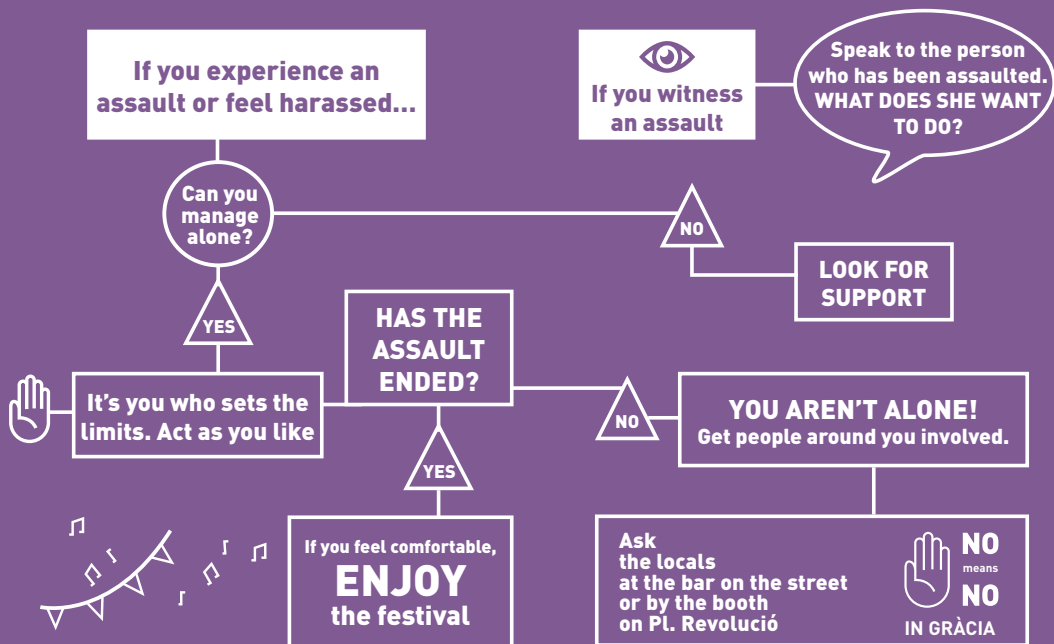 If you experience an
assault or feel harassed...
If you witness
an assault
Speak to the person
who has been assaulted.
WHAT DOES SHE WANT
TO DO?
Can you
manage
alone?
NO
LOOK FOR
SUPPORT
YES
HAS THE
ASSAULT
ENDED?
It's you who sets the
limits. Act as you like
NO
YOU AREN'T ALONE!
Get people around you involved.
YES
If you feel comfortable,
ENJOY
the festival
Ask
the locals
at the bar on the street
or by the booth
on Pl. Revolució
NO
means
NO
IN GRÀCIA